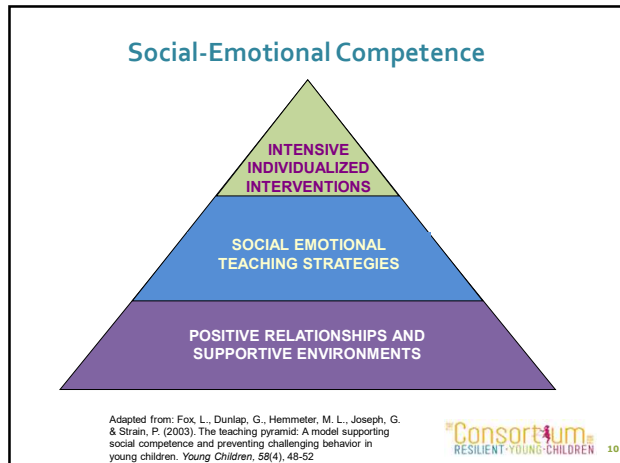 Social-Emotional Competence
INTENSIVE
INDIVIDUALIZED
INTERVENTIONS
SOCIAL EMOTIONAL
TEACHING STRATEGIES
POSITIVE RELATIONSHIPS AND
SUPPORTIVE ENVIRONMENTS
Adapted from: Fox, L., Dunlap, G., Hemmeter, M. L., Joseph, G.
& Strain, P. (2003). The teaching pyramid: A model supporting
social competence and preventing challenging behavior in
young children. Young Children, 58(4), 48-52
Consortium
RESILIENT·YOUNG·CHILDREN
10